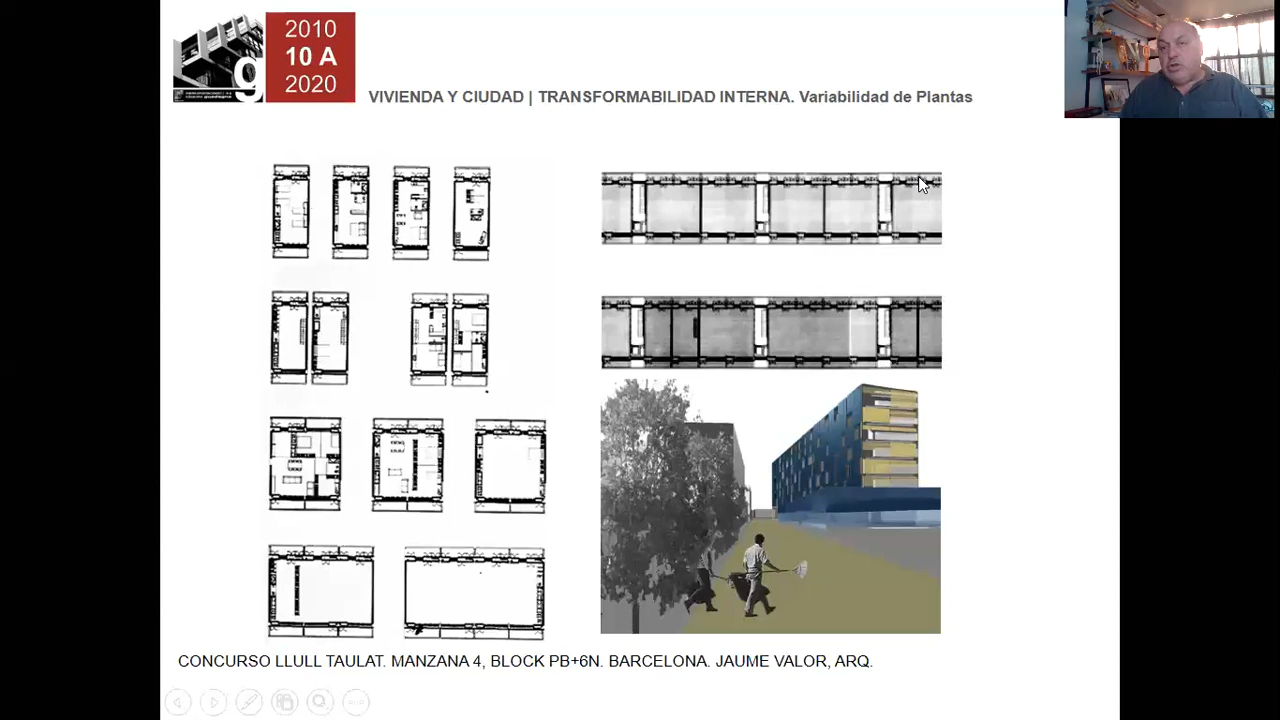 2010
10 A
2020
g
VIVIENDA Y CIUDAD | TRANSFORMABILIDAD INTERNA. Variabilidad de Plantas
CONCURSO LLULL TAULAT. MANZANA 4, BLOCK PB+6N. BARCELONA. JAUME VALOR, ARQ.